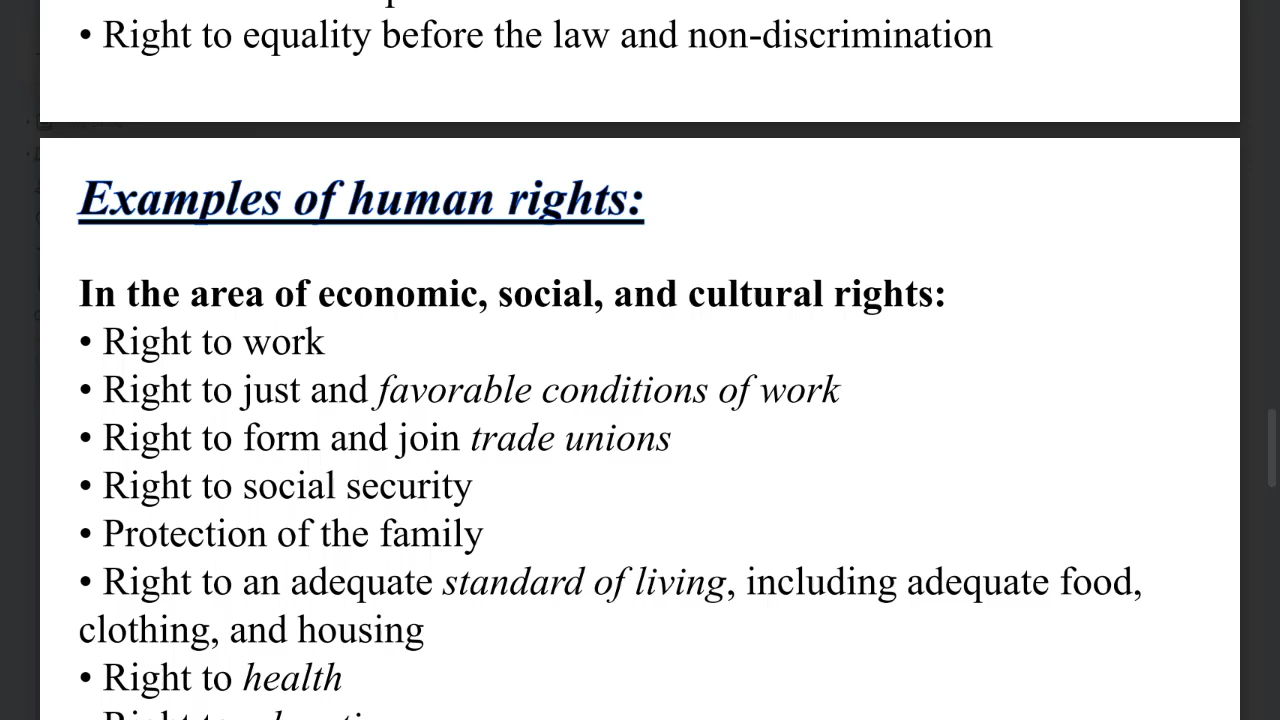 • Right to equality before the law and non-discrimination
Examples of human rights:
In the area of economic, social, and cultural rights:
• Right to work
• Right to just and favorable conditions of work
• Right to form and join trade unions
• Right to social security
• Protection of the family
• Right to an adequate standard of living, including adequate food,
clothing, and housing
• Right to health
• Right to